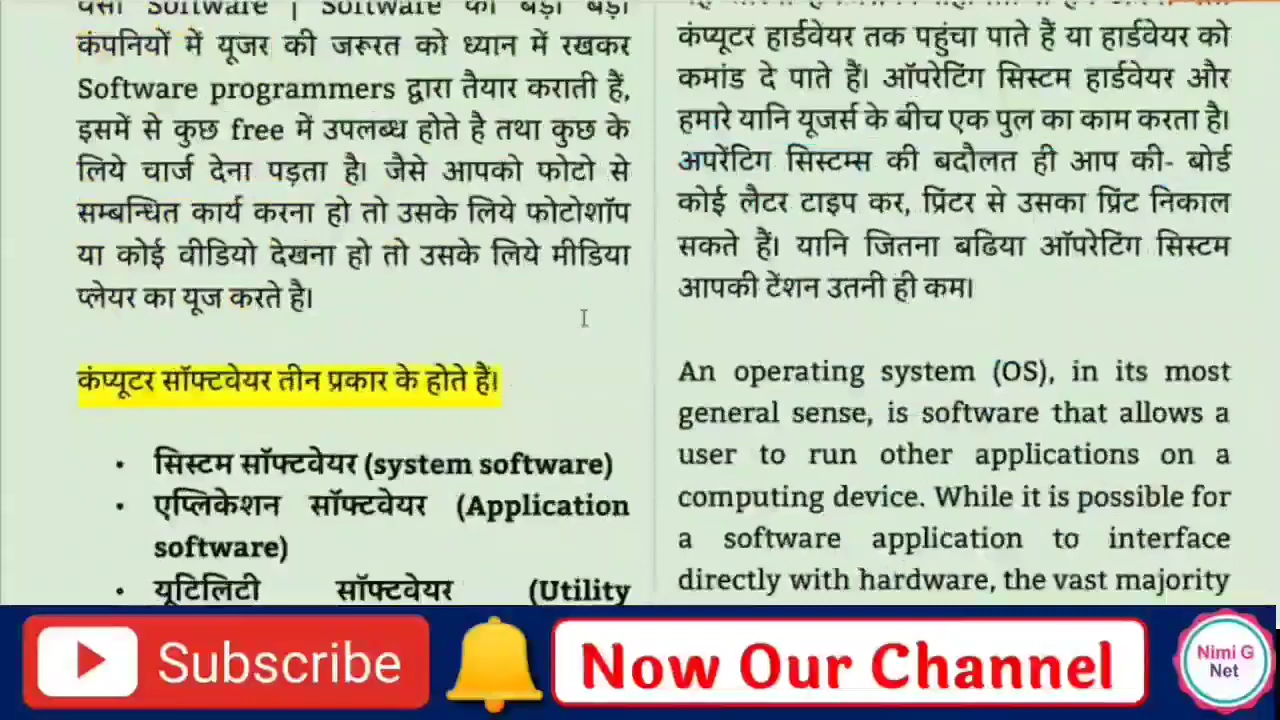 कंपनियों में यूजर की जरूरत को ध्यान में रखकर
Software programmers द्वारा तैयार कराती हैं,
इसमें से कुछ free में उपलब्ध होते है तथा कुछ के
लिये चार्ज देना पड़ता है। जैसे आपको फोटो से
सम्बन्धित कार्य करना हो तो उसके लिये फोटोशॉप
या कोई वीडियो देखना हो तो उसके लिये मीडिया
प्लेयर का यूज करते है।
कंप्यूटर सॉफ्टवेयर तीन प्रकार के होते हैं।
• सिस्टम सॉफ्टवेयर (system software)
• एप्लिकेशन सॉफ्टवेयर (Application
software)
• यूटिलिटी सॉफ्टवेयर (Utility
कंप्यूटर हार्डवेयर तक पहुंचा पाते हैं या हार्डवेयर को
कमांड दे पाते हैं। ऑपरेटिंग सिस्टम हार्डवेयर और
हमारे यानि यूजर्स के बीच एक पुल का काम करता है।
अपरेंटिग सिस्टम्स की बदौलत ही आप की- बोर्ड
कोई लैटर टाइप कर, प्रिंटर से उसका प्रिंट निकाल
सकते हैं। यानि जितना बढिया ऑपरेटिंग सिस्टम
आपकी टेंशन उतनी ही कम।
An operating system (OS), in its most
general sense, is software that allows a
user to run other applications on a
computing device. While it is possible for
a software application to interface
directly with hardware, the vast majority
Subscribe
Now Our Channel
Nimi G
Net